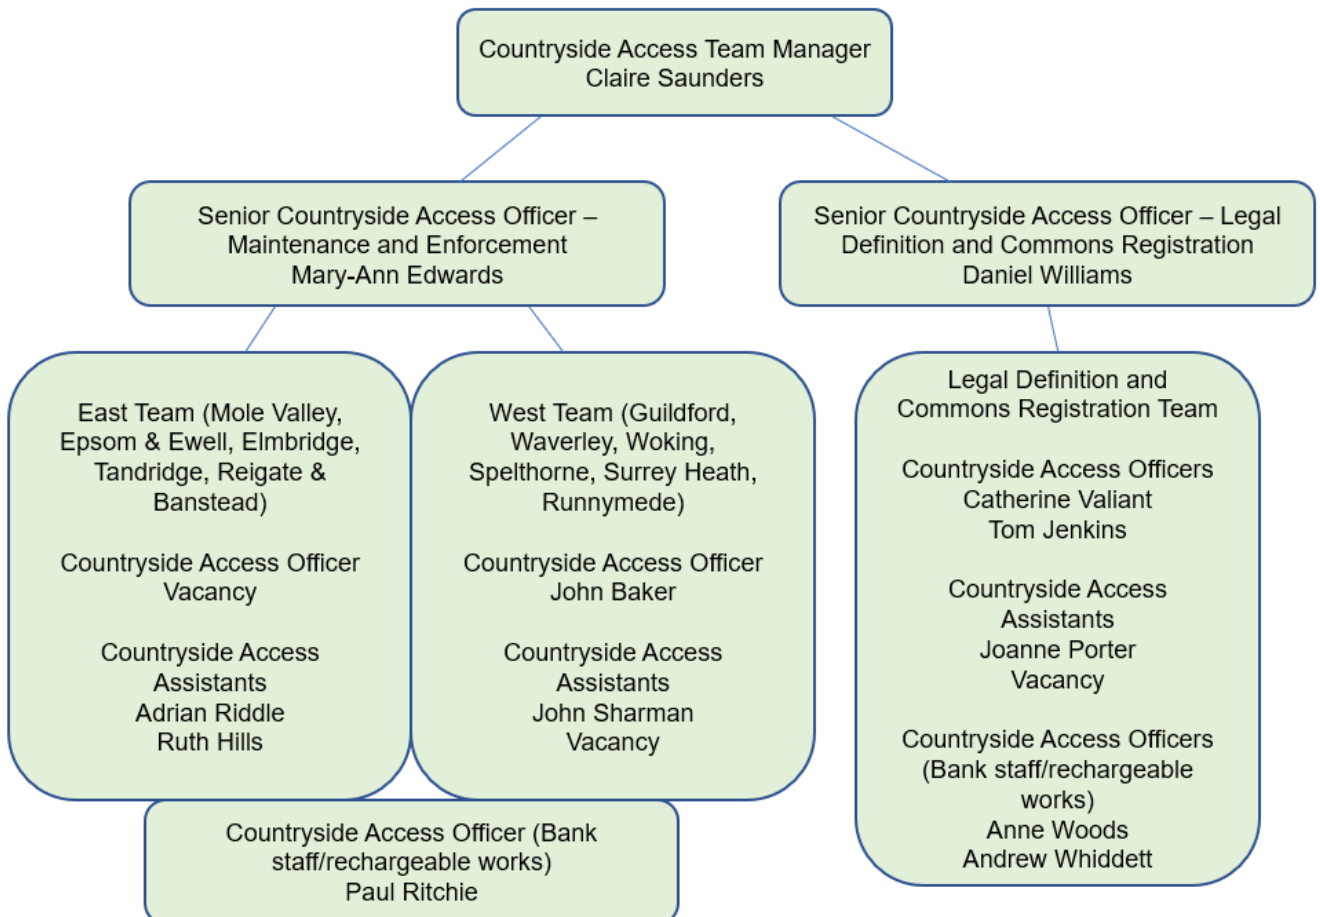 Countryside Access Team Manager
Claire Saunders
Senior Countryside Access Officer –
Maintenance and Enforcement
Mary-Ann Edwards
Senior Countryside Access Officer – Legal
Definition and Commons Registration
Daniel Williams
East Team (Mole Valley,
Epsom & Ewell, Elmbridge,
Tandridge, Reigate &
Banstead)
Countryside Access Officer
Vacancy
Countryside Access
Assistants
Adrian Riddle
Ruth Hills
West Team (Guildford,
Waverley, Woking,
Spelthorne, Surrey Heath,
Runnymede)
Countryside Access Officer
John Baker
Countryside Access
Assistants
John Sharman
Vacancy
Legal Definition and
Commons Registration Team
Countryside Access Officers
Catherine Valiant
Tom Jenkins
Countryside Access
Assistants
Joanne Porter
Vacancy
Countryside Access Officers
(Bank staff/rechargeable
works)
Anne Woods
Andrew Whiddett
Countryside Access Officer (Bank
staff/rechargeable works)
Paul Ritchie